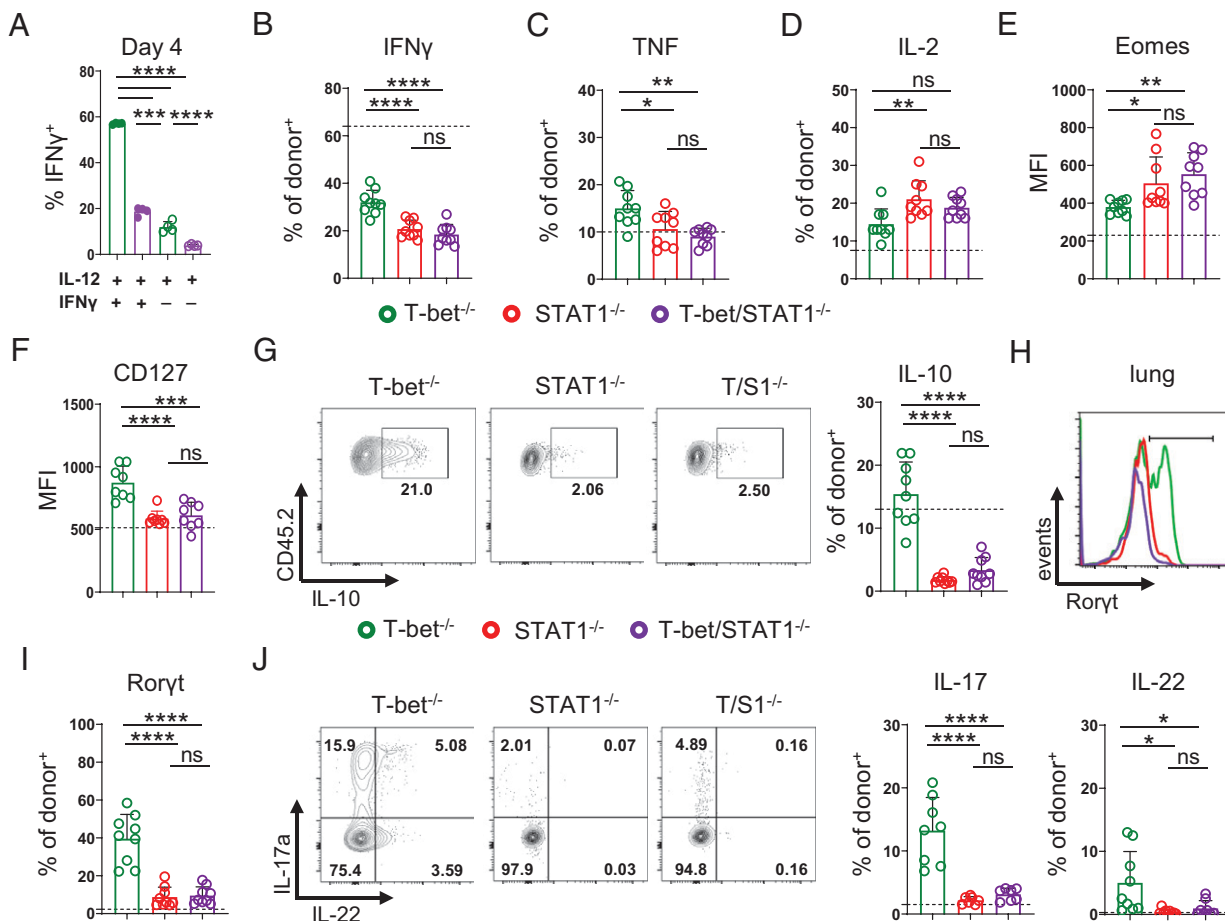 A
Day 4
****
*** ****
% IFNγ+
80
60
40
20
0
IL-12 + + + +
IFNγ + + – –
B
IFNγ
****
****
ns
% of donor+
80
60
40
20
0
C
TNF
**
*
ns
% of donor+
40
30
20
10
0
D
IL-2
ns
**
ns
% of donor+
50
40
30
20
10
0
E
Eomes
**
*
ns
MFI
1000
800
600
400
200
0
T-bet-/- STAT1-/- T-bet/STAT1-/-
F
CD127
***
****
ns
MFI
1500
1000
500
0
G
T-bet-/- STAT1-/- T/S1-/-
21.0 2.06 2.50
CD45.2
IL-10
IL-10
****
****
ns
% of donor+
30
20
10
0
H
lung
events
Rorγt
T-bet-/- STAT1-/- T-bet/STAT1-/-
I
Rorγt
****
****
ns
% of donor+
100
80
60
40
20
0
J
T-bet-/- STAT1-/- T/S1-/-
15.9 5.08 2.01 0.07 4.89 0.16
75.4 3.59 97.9 0.03 94.8 0.16
IL-17a
IL-22
IL-17
****
****
ns
% of donor+
30
20
10
0
IL-22
*
*
ns
% of donor+
30
20
10
0